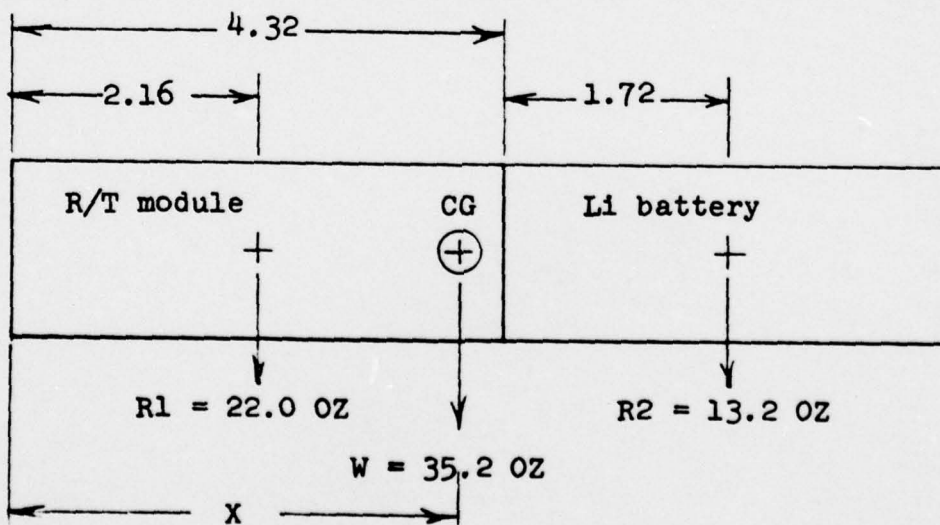 4.32
2.16
1.72
R/T module
CG
Li battery
R1 = 22.0 OZ
R2 = 13.2 OZ
W = 35.2 OZ
X